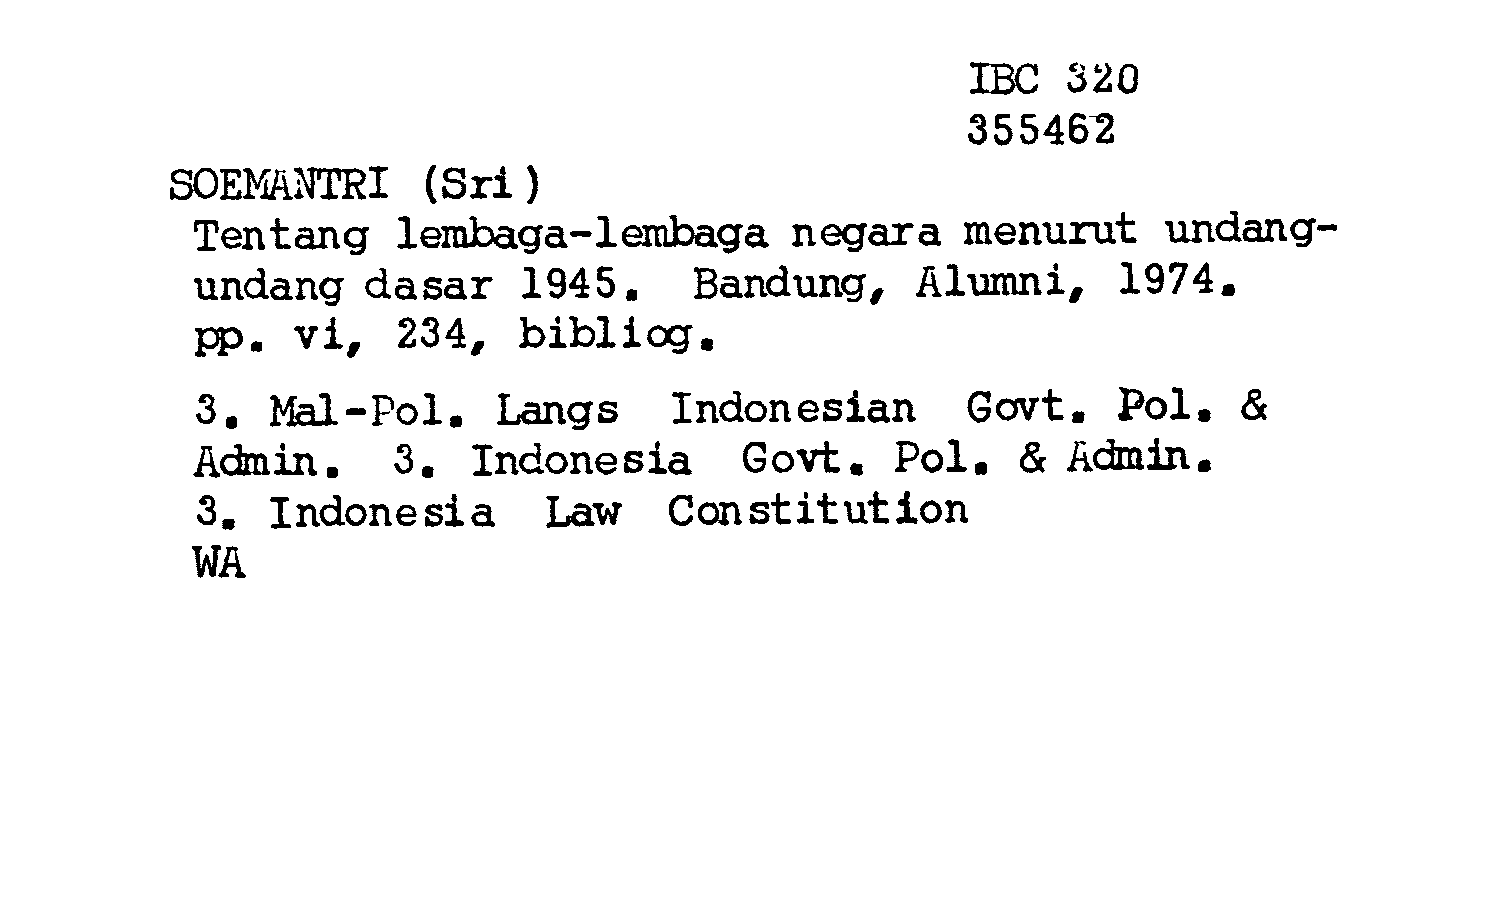 IBC 320
355462
SOEMANTRI (Sri)
Tentang lembaga-lembaga negara menurut undang-
undang dasar 1945. Bandung, Alumni, 1974.
pp. vi, 234, bibliog.
3. Mal-Pol. Langs Indonesian Govt. Pol. &
Admin. 3. Indonesia Govt. Pol. & Admin.
3. Indonesia Law Constitution
WA